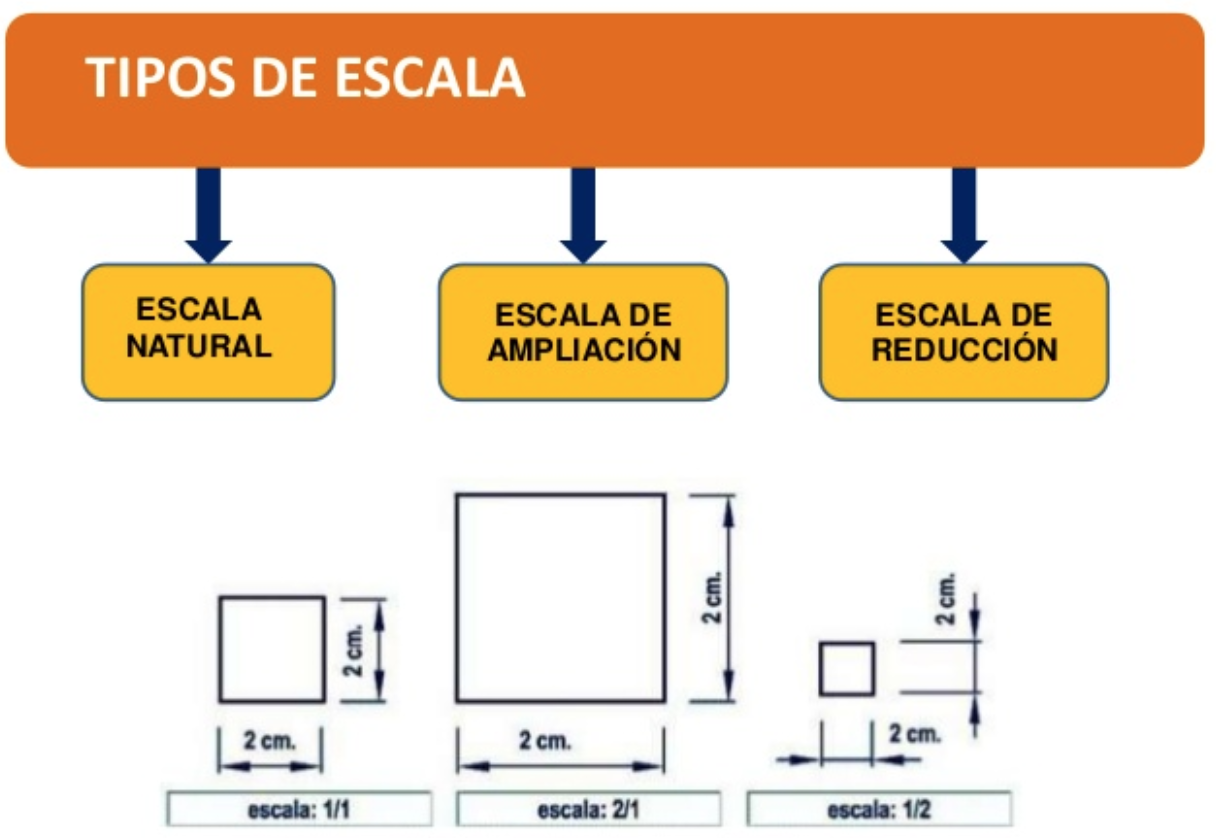 TIPOS DE ESCALA
ESCALA
NATURAL
ESCALA DE
AMPLIACIÓN
ESCALA DE
REDUCCIÓN
2 cm.
2 cm.
escala: 1/1
2 cm.
2 cm.
escala: 2/1
2 cm.
2 cm.
escala: 1/2